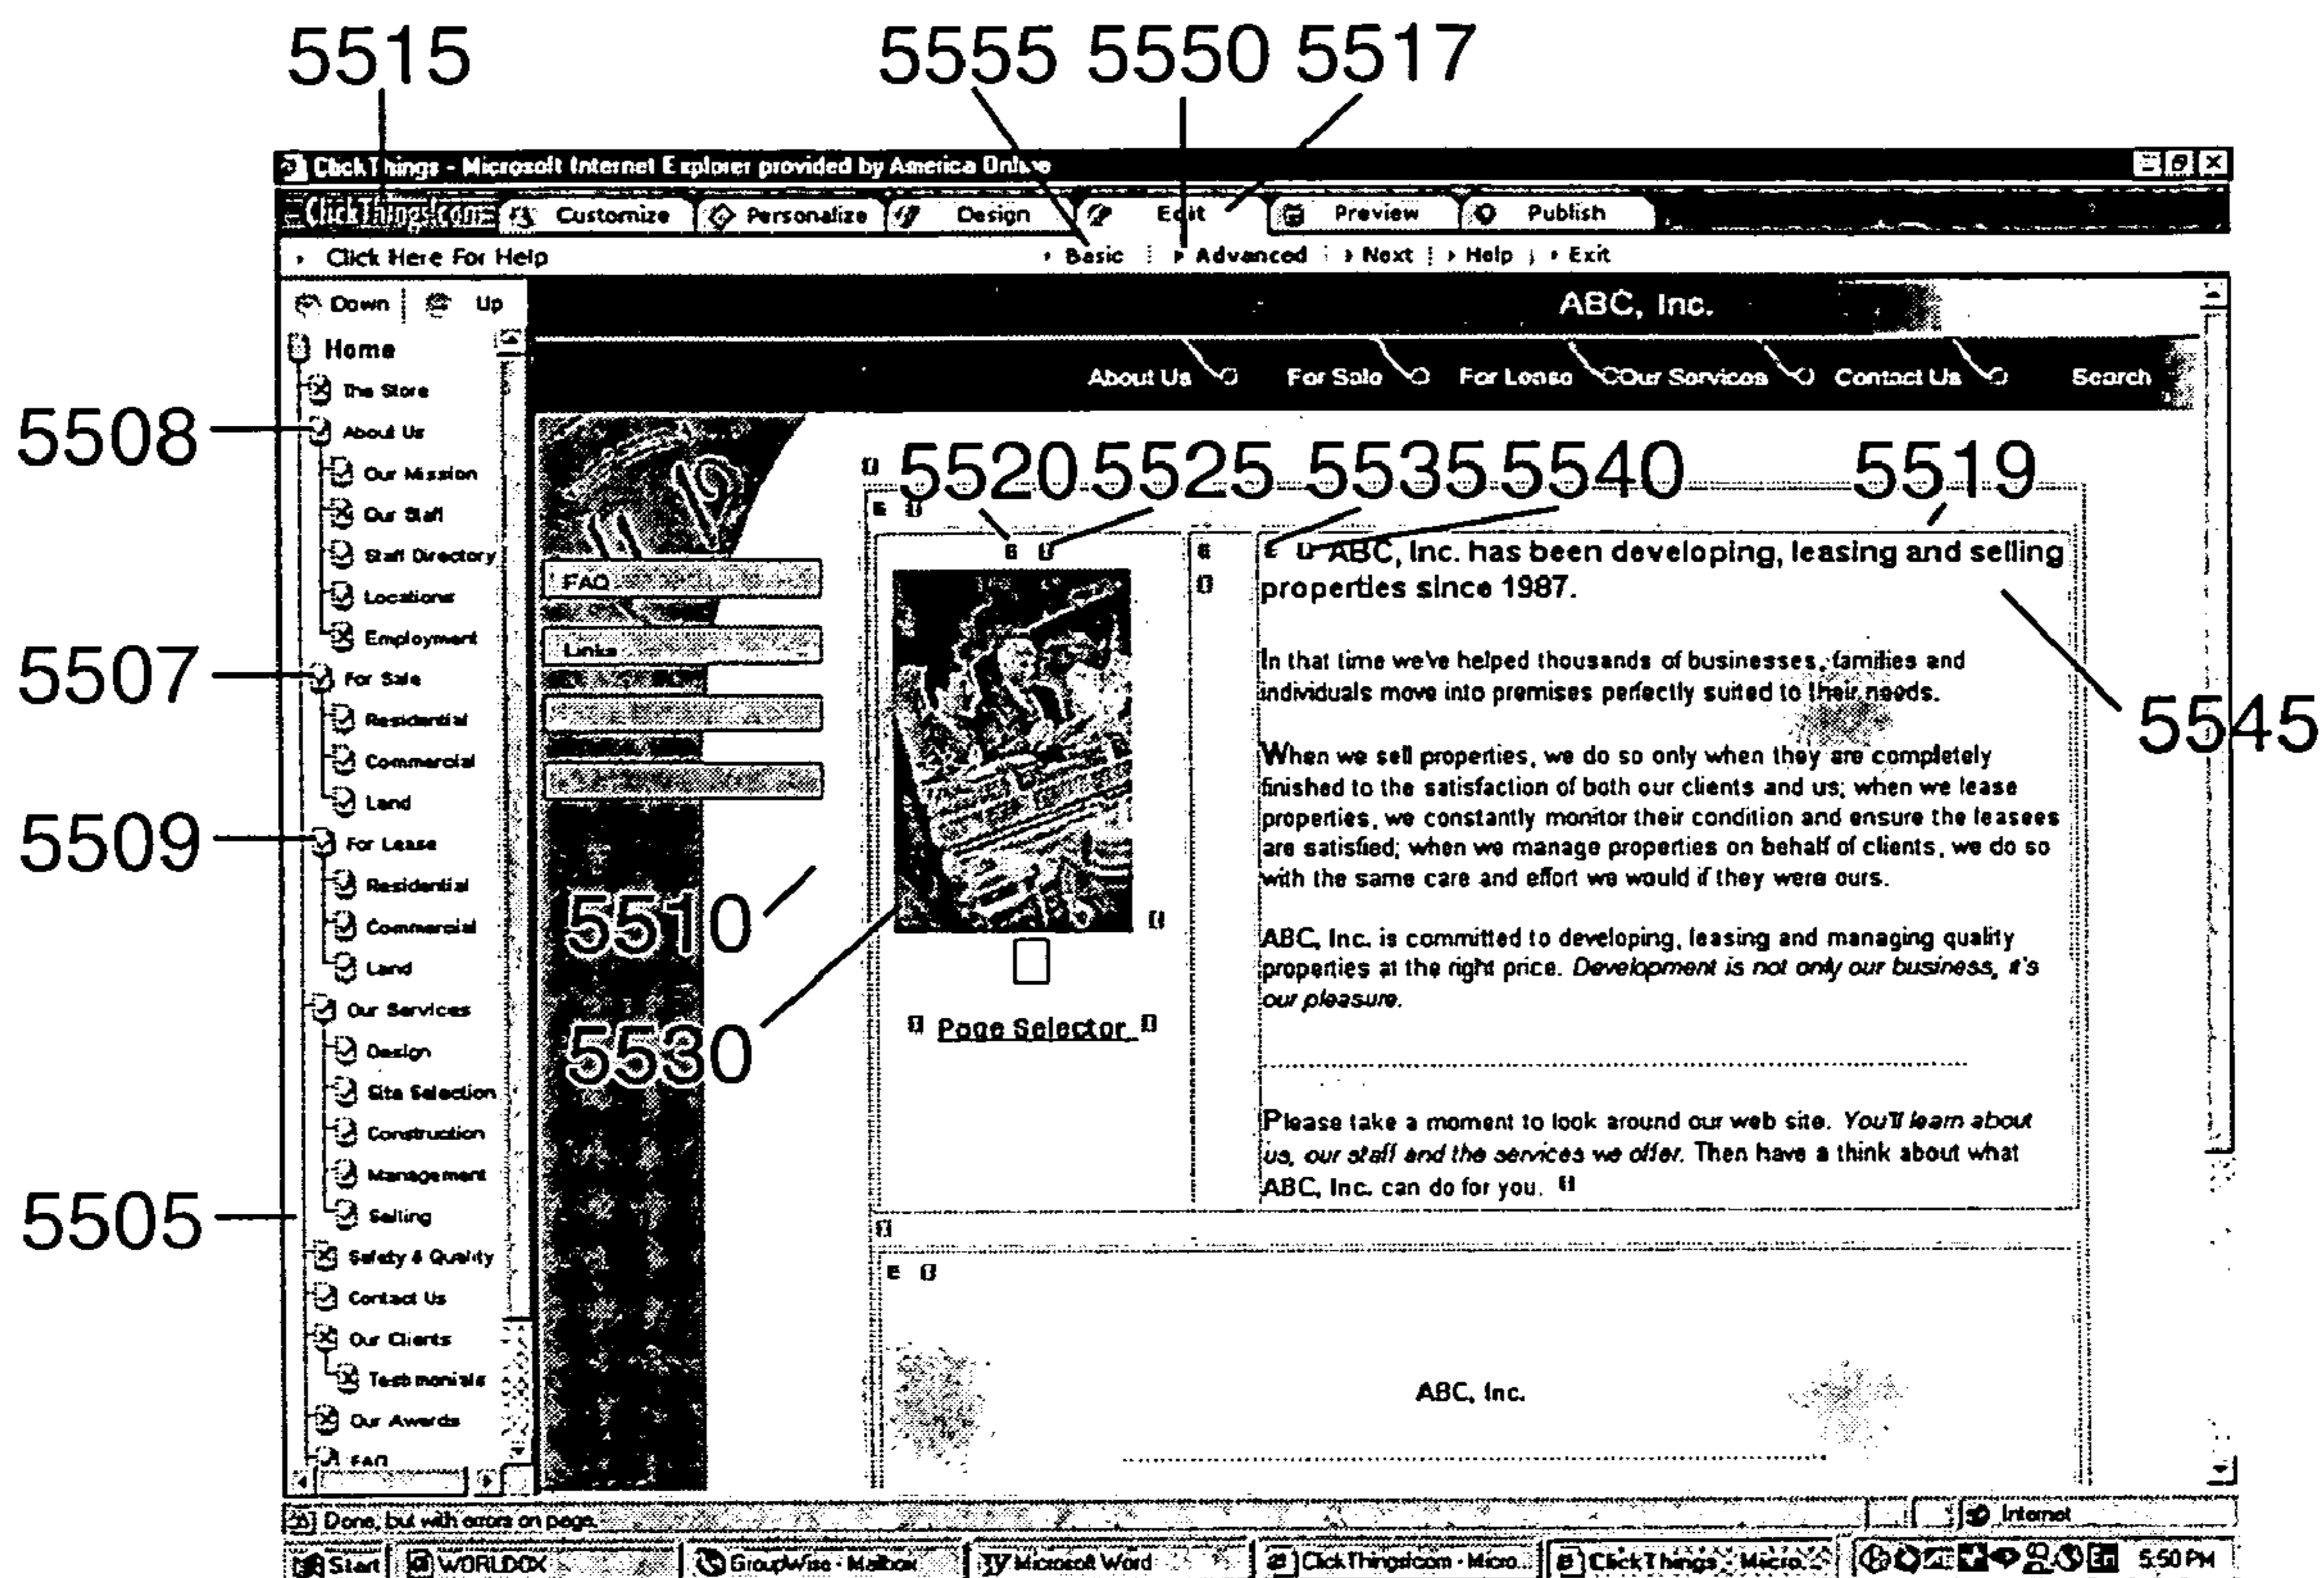 5515 5555 5550 5517
ClickThings - Microsoft Internet Explorer provided by America Online
ClickThings.com Customize Personalize Design Edit Preview Publish
Click Here For Help Basic Advanced Next Help Exit
Down Up
ABC, Inc.
Home
About Us For Sale For Lease Our Services Contact Us Search
The Store
5508
About Us
Our Mission
Our Staff
Staff Directory
Locations
Employment
5507
For Sale
Residential
Commercial
Land
5509
For Lease
Residential
Commercial
Land
Our Services
Design
Site Selection
Construction
Management
5505
Selling
Safety & Quality
Contact Us
Our Clients
Testimonials
Our Awards
FAQ
FAQ
Links
5510
5530
5520 5525 5535 5540 5519
E
E
Page Selector
E
E ABC, Inc. has been developing, leasing and selling
properties since 1987.
In that time we've helped thousands of businesses, families and
individuals move into premises perfectly suited to their needs.
5545
When we sell properties, we do so only when they are completely
finished to the satisfaction of both our clients and us; when we lease
properties, we constantly monitor their condition and ensure the leasees
are satisfied; when we manage properties on behalf of clients, we do so
with the same care and effort we would if they were ours.
ABC, Inc. is committed to developing, leasing and managing quality
properties at the right price. Development is not only our business, it's
our pleasure.
Please take a moment to look around our web site. You'll learn about
us, our staff and the services we offer. Then have a think about what
ABC, Inc. can do for you.
E
ABC, Inc.
Done, but with errors on page. Internet
Start WORLDOX GroupWise - Mailbox Microsoft Word ClickThings.com - Micro... ClickThings - Micro... En 5:50 PM